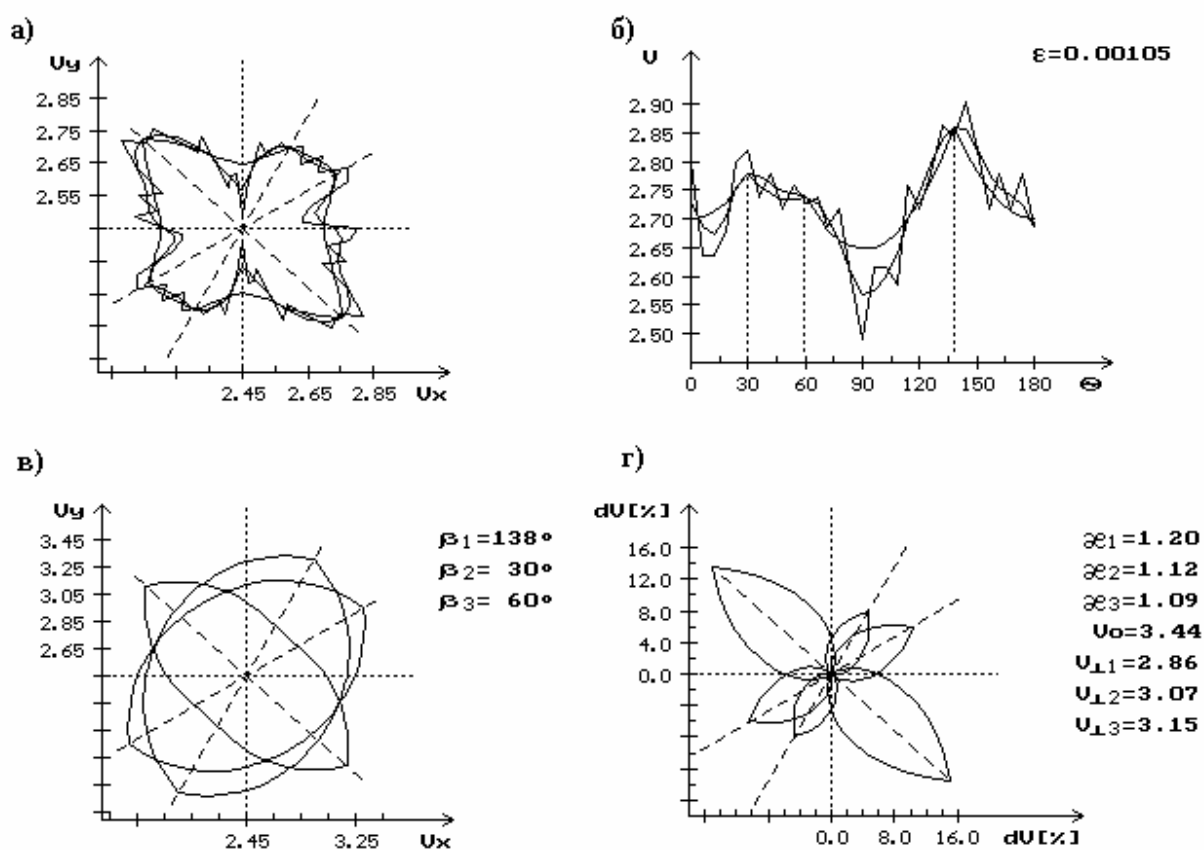 а)
Vy
2.85
2.75
2.65
2.55
2.45 2.65 2.85
Vx
б)
V
ε=0.00105
2.90
2.85
2.80
2.75
2.70
2.65
2.60
2.55
2.50
0 30 60 90 120 150 180
Θ
в)
Vy
3.45
3.25
3.05
2.85
2.65
2.45 3.25
Vx
β1=138°
β2= 30°
β3= 60°
г)
dV[%]
16.0
12.0
8.0
4.0
0.0
0.0 8.0 16.0
dV[%]
æ1=1.20
æ2=1.12
æ3=1.09
Vo=3.44
V⊥1=2.86
V⊥2=3.07
V⊥3=3.15